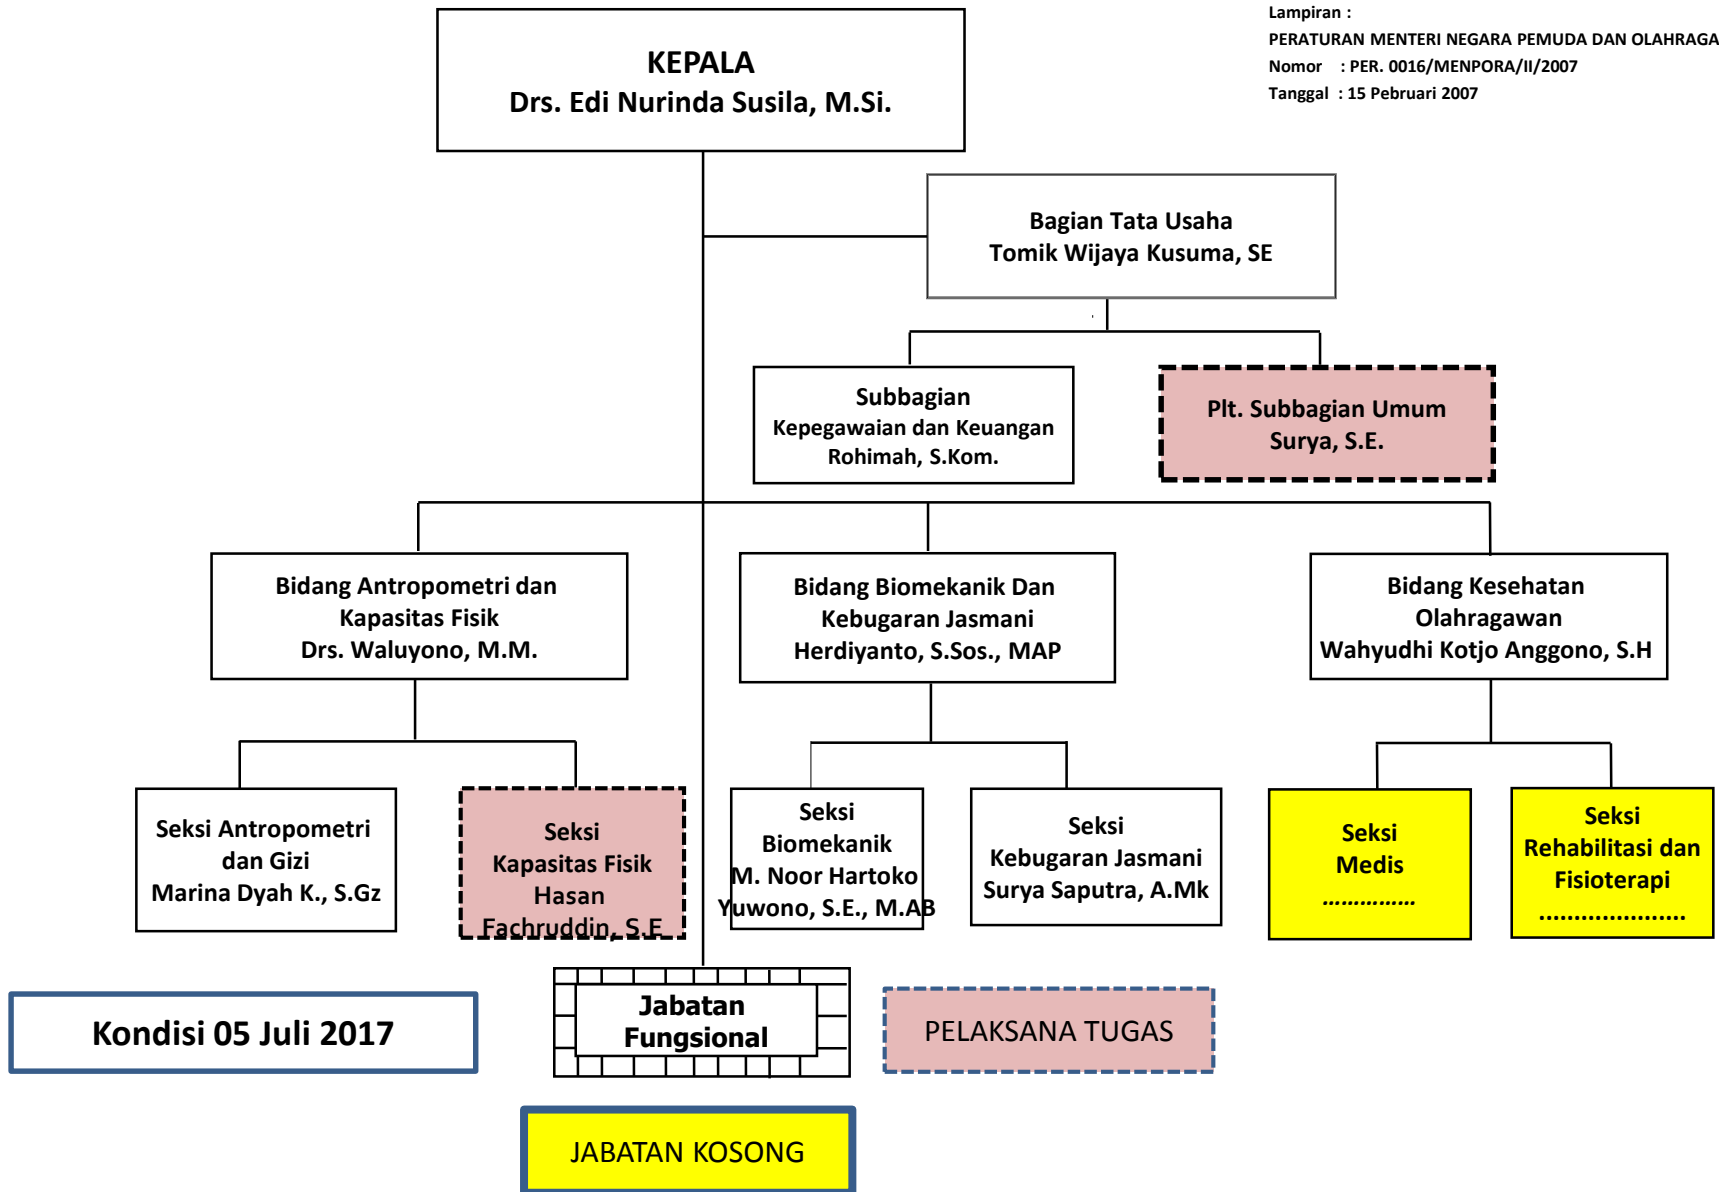 Lampiran :
PERATURAN MENTERI NEGARA PEMUDA DAN OLAHRAGA
Nomor : PER. 0016/MENPORA/II/2007
Tanggal : 15 Pebruari 2007
KEPALA
Drs. Edi Nurinda Susila, M.Si.
Bagian Tata Usaha
Tomik Wijaya Kusuma, SE
Subbagian
Kepegawaian dan Keuangan
Rohimah, S.Kom.
Plt. Subbagian Umum
Surya, S.E.
Bidang Antropometri dan
Kapasitas Fisik
Drs. Waluyono, M.M.
Bidang Biomekanik Dan
Kebugaran Jasmani
Herdiyanto, S.Sos., MAP
Bidang Kesehatan
Olahragawan
Wahyudhi Kotjo Anggono, S.H
Seksi Antropometri
dan Gizi
Marina Dyah K., S.Gz
Seksi
Kapasitas Fisik
Hasan
Fachruddin, S.E
Seksi
Biomekanik
M. Noor Hartoko
Yuwono, S.E., M.AB
Seksi
Kebugaran Jasmani
Surya Saputra, A.Mk
Seksi
Medis
……………
Seksi
Rehabilitasi dan
Fisioterapi
.....................
Kondisi 05 Juli 2017
Jabatan
Fungsional
PELAKSANA TUGAS
JABATAN KOSONG